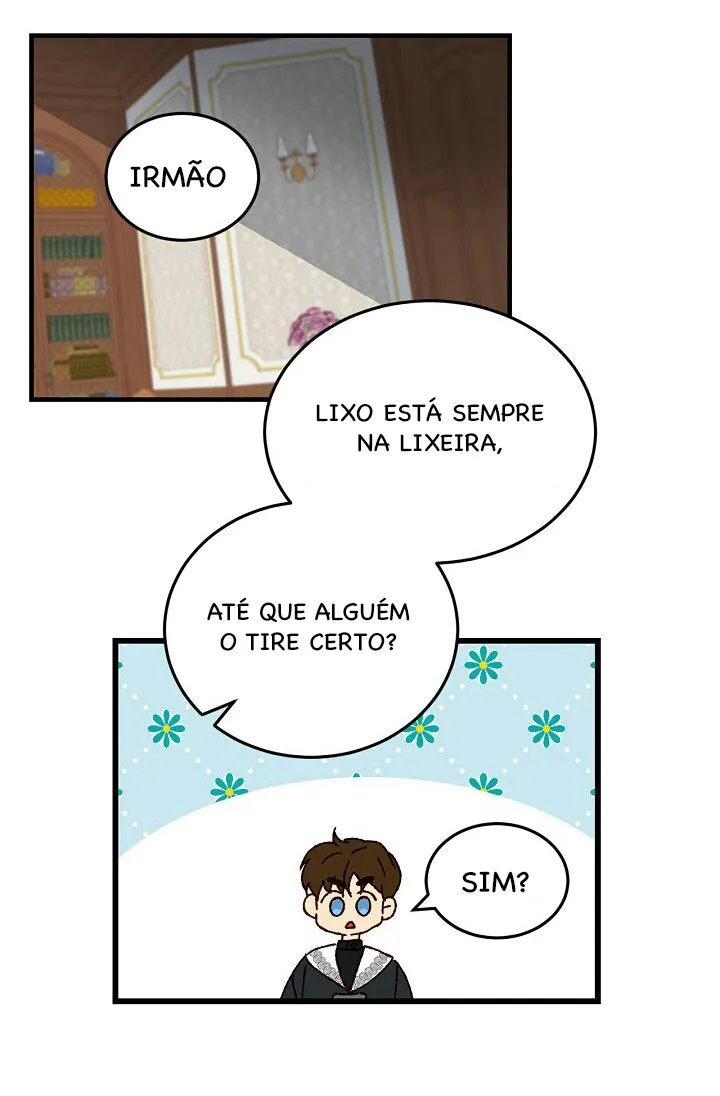 IRMÃO
LIXO ESTÁ SEMPRE
NA LIXEIRA,
ATÉ QUE ALGUÉM
O TIRE CERTO?
SIM?